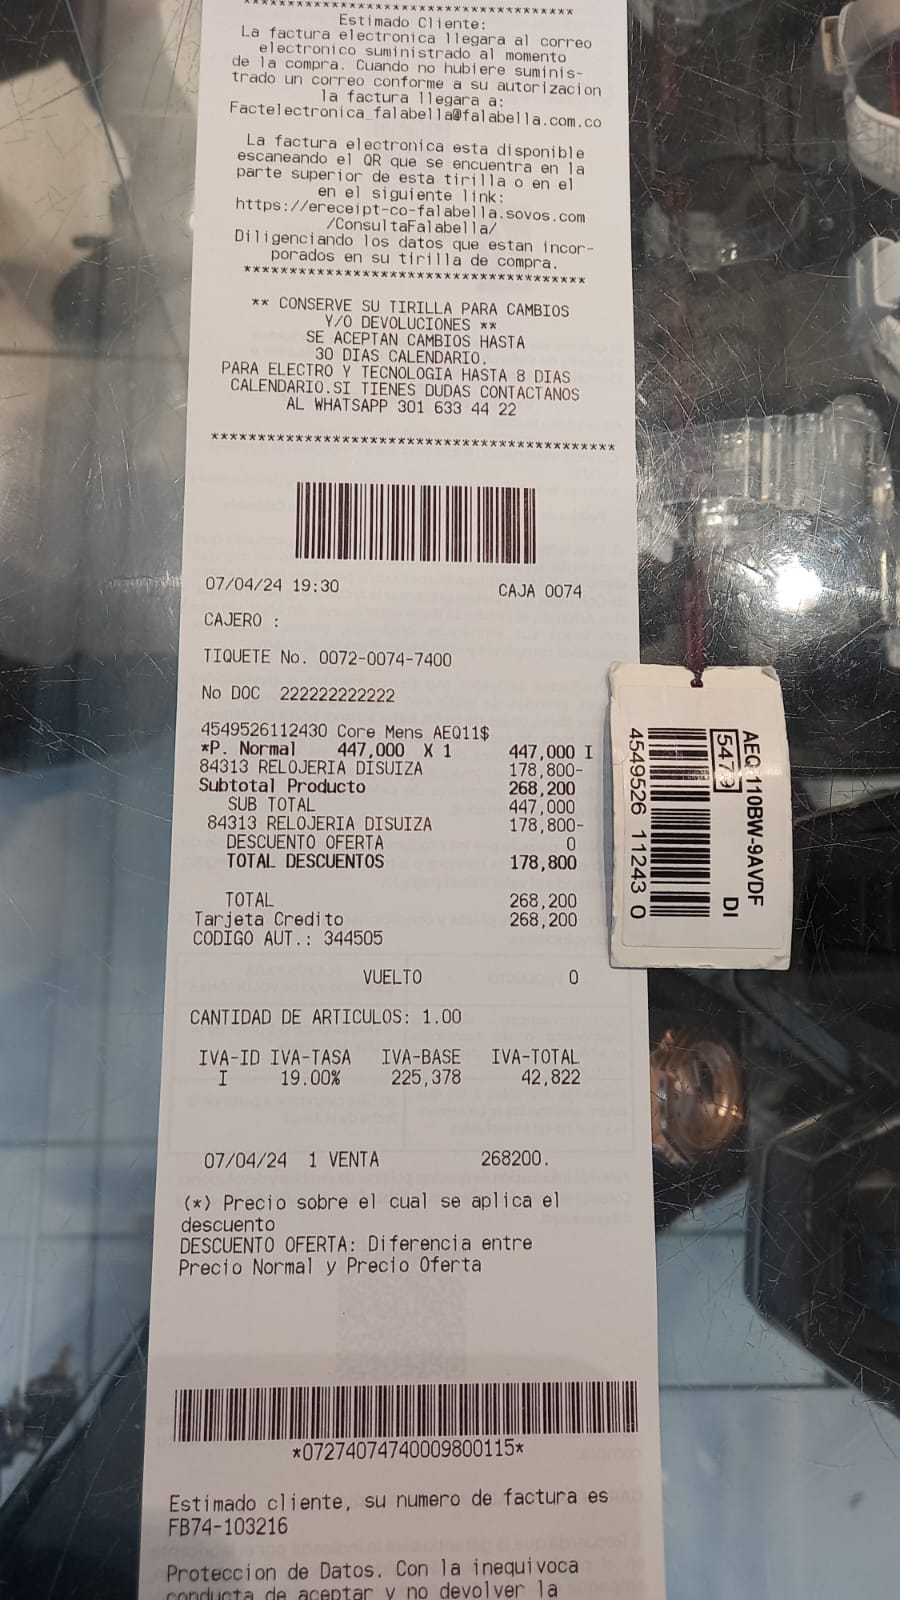 ****************************************
Estimado Cliente:
La factura electronica llegara al correo
electronico suministrado al momento
de la compra. Cuando no hubiere suminis-
trado un correo conforme a su autorizacion
la factura llegara a:
Factelectronica_falabella@falabella.com.co
La factura electronica esta disponible
escaneando el QR que se encuentra en la
parte superior de esta tirilla o en el
en el siguiente link:
https://ereceipt-co-falabella.sovos.com
/ConsultaFalabella/
Diligenciando los datos que estan incor-
porados en su tirilla de compra.
****************************************
** CONSERVE SU TIRILLA PARA CAMBIOS
Y/O DEVOLUCIONES **
SE ACEPTAN CAMBIOS HASTA
30 DIAS CALENDARIO.
PARA ELECTRO Y TECNOLOGIA HASTA 8 DIAS
CALENDARIO.SI TIENES DUDAS CONTACTANOS
AL WHATSAPP 301 633 44 22
********************************************
07/04/24 19:30 CAJA 0074
CAJERO :
TIQUETE No. 0072-0074-7400
No DOC 222222222222
4549526112430 Core Mens AEQ11$
*P. Normal 447,000 X 1 447,000 I
84313 RELOJERIA DISUIZA 178,800-
Subtotal Producto 268,200
SUB TOTAL 447,000
84313 RELOJERIA DISUIZA 178,800-
DESCUENTO OFERTA 0
TOTAL DESCUENTOS 178,800
TOTAL 268,200
Tarjeta Credito 268,200
CODIGO AUT.: 344505
VUELTO 0
CANTIDAD DE ARTICULOS: 1.00
IVA-ID IVA-TASA IVA-BASE IVA-TOTAL
I 19.00% 225,378 42,822
07/04/24 1 VENTA 268200.
(*) Precio sobre el cual se aplica el
descuento
DESCUENTO OFERTA: Diferencia entre
Precio Normal y Precio Oferta
*07274074740009800115*
Estimado cliente, su numero de factura es
FB74-103216
Proteccion de Datos. Con la inequivoca
conducta de aceptar y no devolver la
AEQ-110BW-9AVDF
DI
4549526 11243 0